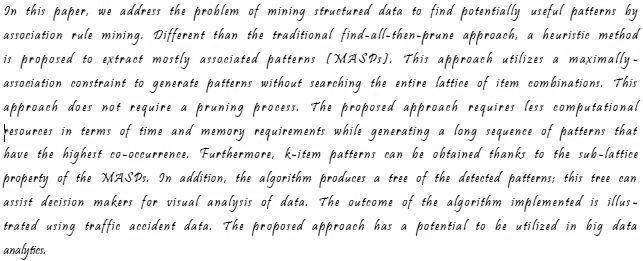 In this paper, we address the problem of mining structured data to find potentially useful patterns by
association rule mining. Different than the traditional find-all-then-prune approach, a heuristic method
is proposed to extract mostly associated patterns (MASPs). This approach utilizes a maximally-
association constraint to generate patterns without searching the entire lattice of item combinations. This
approach does not require a pruning process. The proposed approach requires less computational
resources in terms of time and memory requirements while generating a long sequence of patterns that
have the highest co-occurrence. Furthermore, k-item patterns can be obtained thanks to the sub-lattice
property of the MASPs. In addition, the algorithm produces a tree of the detected patterns; this tree can
assist decision makers for visual analysis of data. The outcome of the algorithm implemented is illus-
trated using traffic accident data. The proposed approach has a potential to be utilized in big data
analytics.